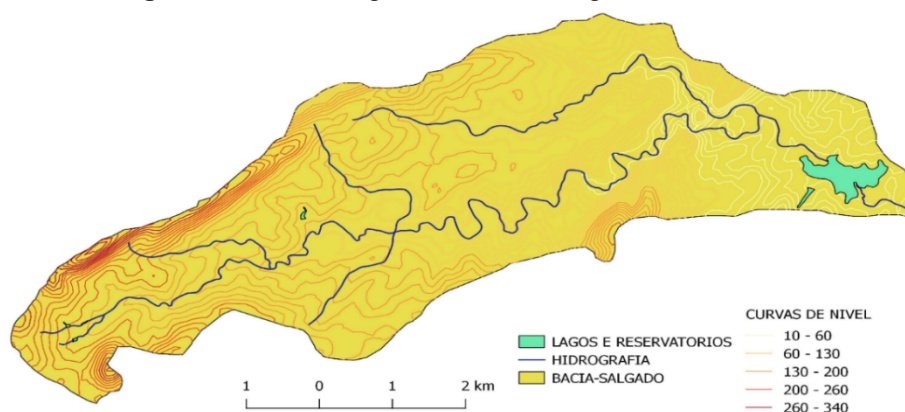 LAGOS E RESERVATORIOS
HIDROGRAFIA
BACIA-SALGADO
1 0 1 2 km
CURVAS DE NIVEL
10 - 60
60 - 130
130 - 200
200 - 260
260 - 340